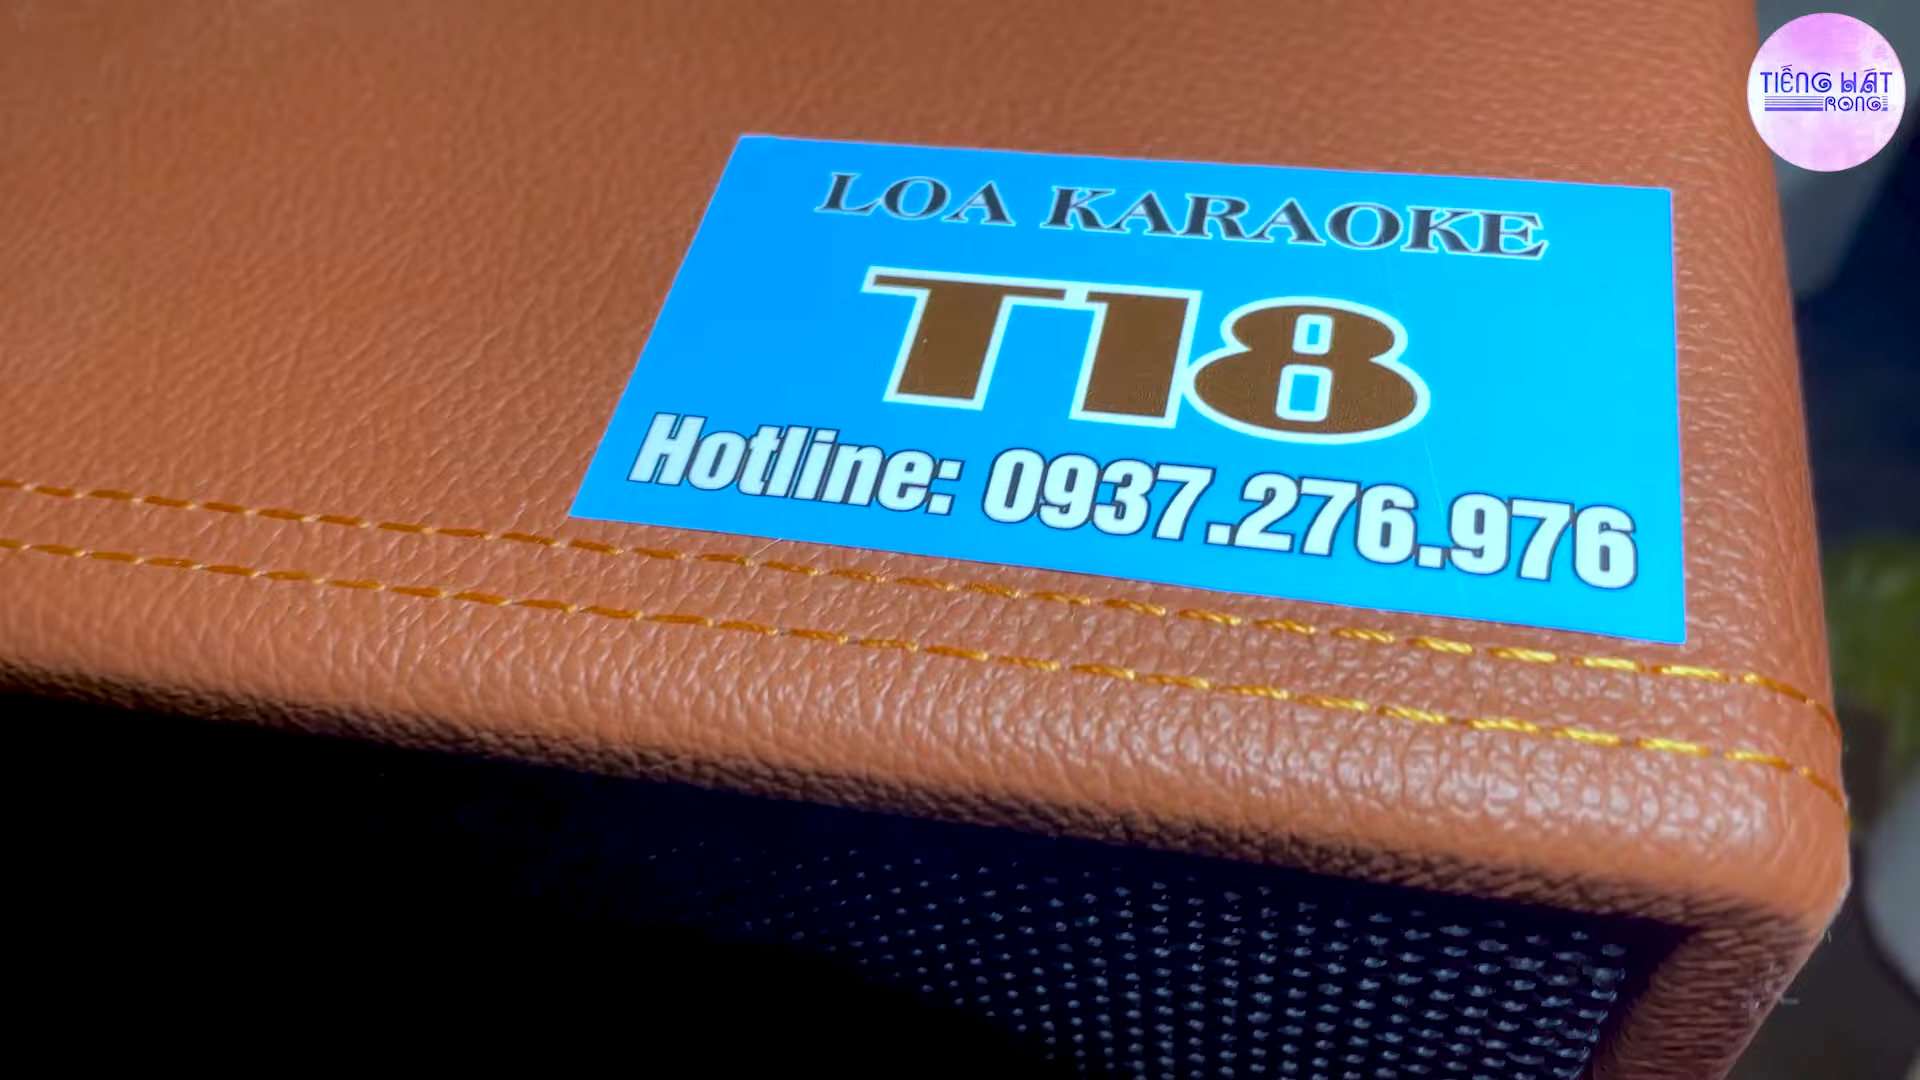 TIẾNG HÁT
RONG
LOA KARAOKE
T18
Hotline: 0937.276.976